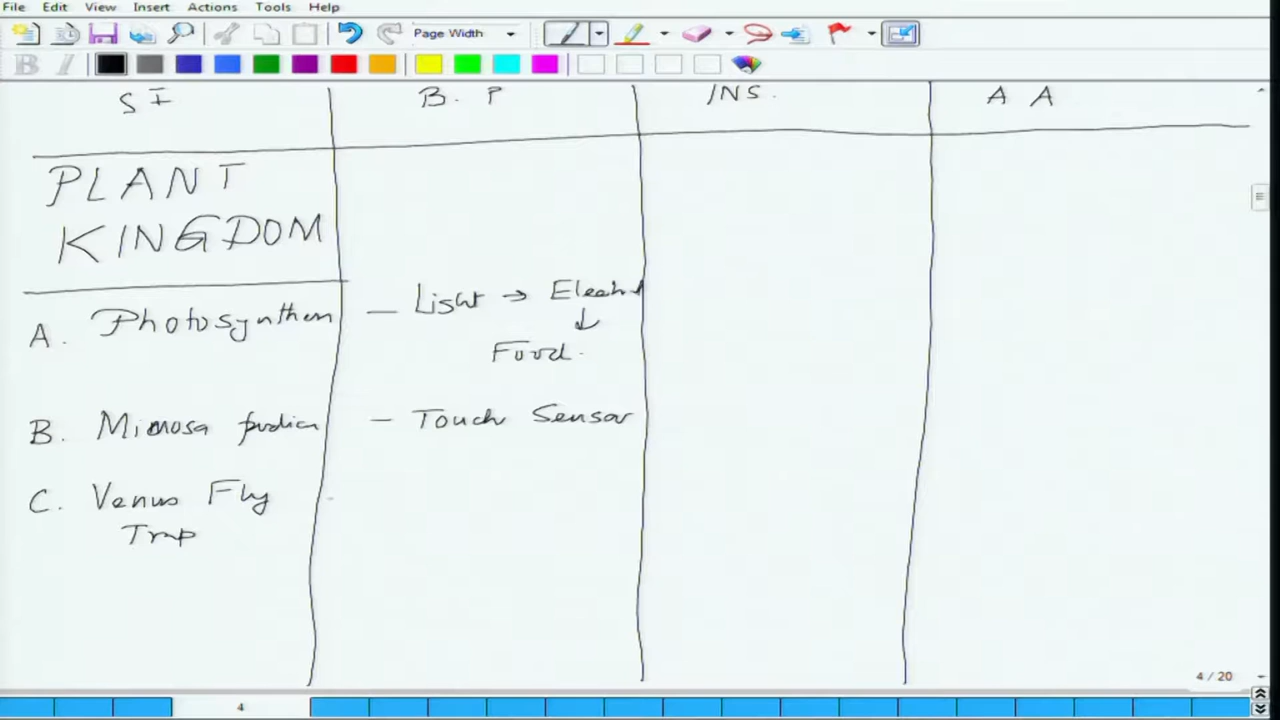 File Edit View Insert Actions Tools Help
Page Width
S I B. P INS. A A
PLANT
KINGDOM
A. Photosynthesis — Light → Electr
↓
Food.
B. Mimosa pudica — Touch Sensor
C. Venus Fly
Trap
4 / 20
4